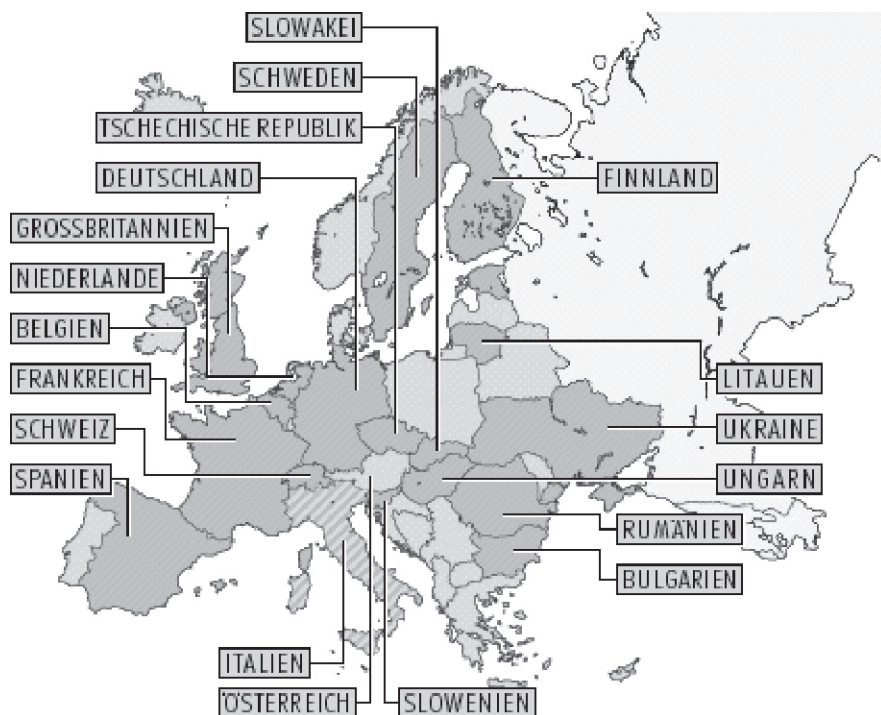 SLOWAKEI
SCHWEDEN
TSCHECHISCHE REPUBLIK
DEUTSCHLAND
FINNLAND
GROSSBRITANNIEN
NIEDERLANDE
BELGIEN
FRANKREICH
LITAUEN
SCHWEIZ
UKRAINE
SPANIEN
UNGARN
RUMÄNIEN
BULGARIEN
ITALIEN
ÖSTERREICH
SLOWENIEN